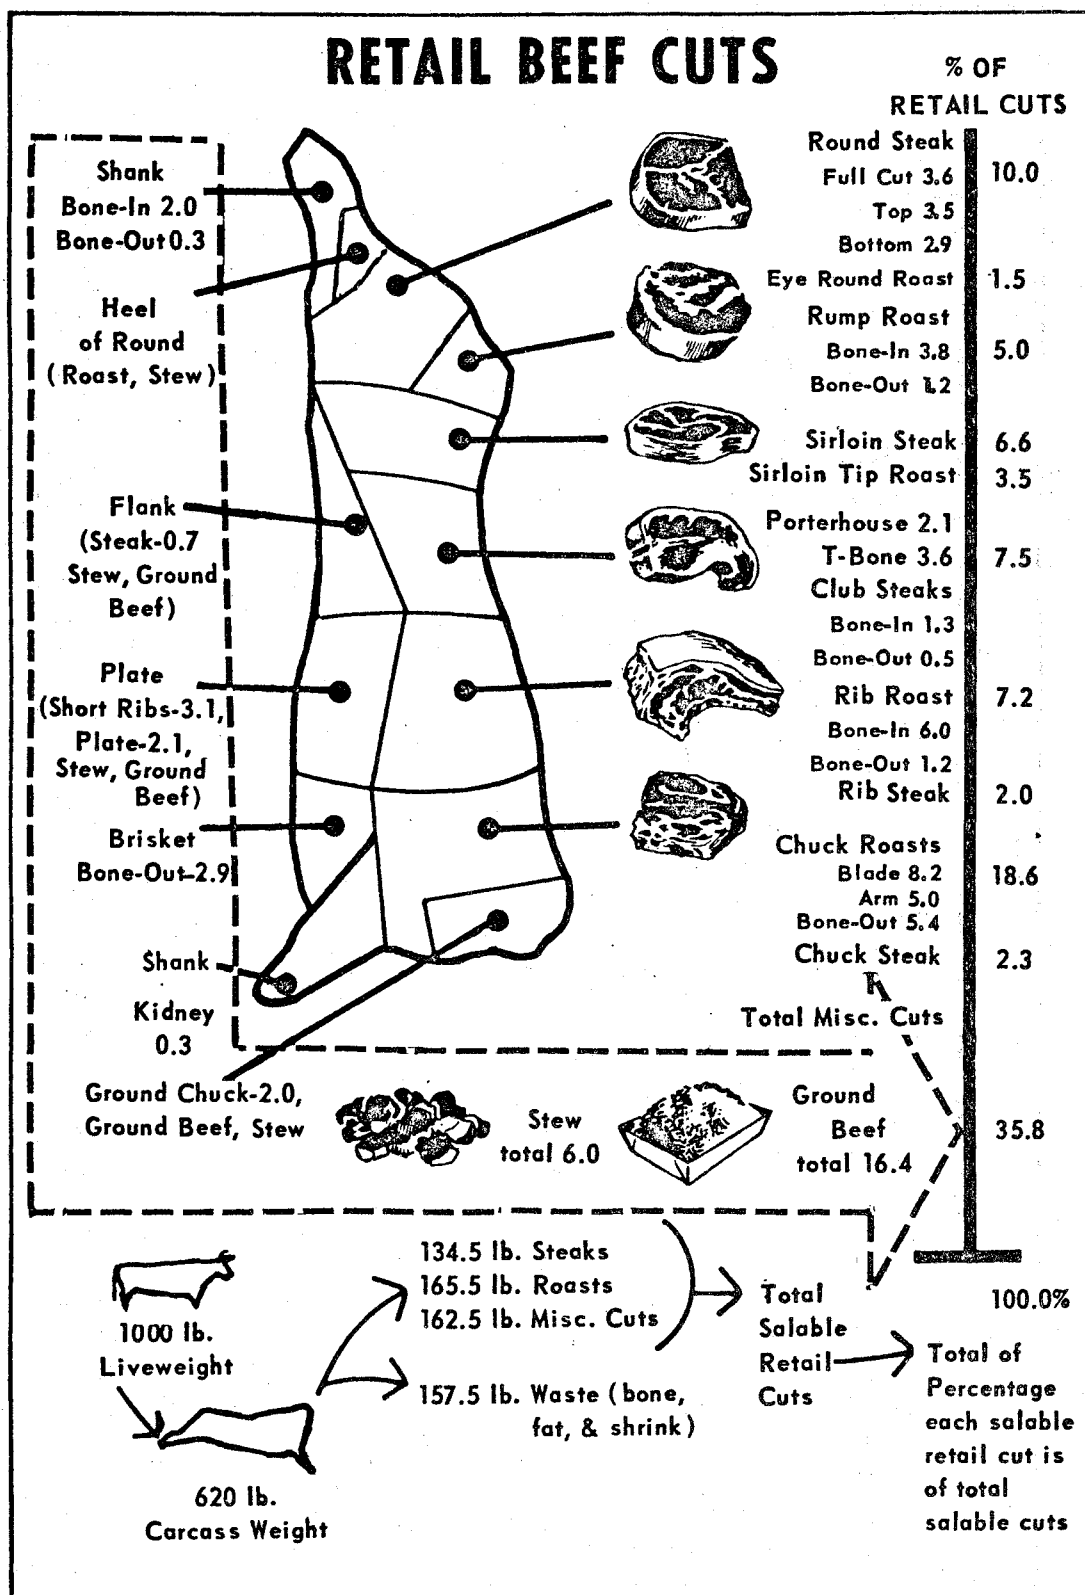 RETAIL BEEF CUTS
% OF
RETAIL CUTS
Shank
Bone-In 2.0
Bone-Out 0.3
Heel
of Round
(Roast, Stew)
Flank
(Steak-0.7
Stew, Ground
Beef)
Plate
(Short Ribs-3.1,
Plate-2.1,
Stew, Ground
Beef)
Brisket
Bone-Out-2.9
Shank
Kidney
0.3
Ground Chuck-2.0,
Ground Beef, Stew
Round Steak
Full Cut 3.6 10.0
Top 3.5
Bottom 2.9
Eye Round Roast 1.5
Rump Roast
Bone-In 3.8 5.0
Bone-Out 1.2
Sirloin Steak 6.6
Sirloin Tip Roast 3.5
Porterhouse 2.1
T-Bone 3.6 7.5
Club Steaks
Bone-In 1.3
Bone-Out 0.5
Rib Roast 7.2
Bone-In 6.0
Bone-Out 1.2
Rib Steak 2.0
Chuck Roasts
Blade 8.2 18.6
Arm 5.0
Bone-Out 5.4
Chuck Steak 2.3
Total Misc. Cuts
Stew
total 6.0
Ground
Beef
total 16.4
35.8
100.0%
1000 lb.
Liveweight
620 lb.
Carcass Weight
134.5 lb. Steaks
165.5 lb. Roasts
162.5 lb. Misc. Cuts
157.5 lb. Waste (bone,
fat, & shrink)
Total
Salable
Retail
Cuts
Total of
Percentage
each salable
retail cut is
of total
salable cuts